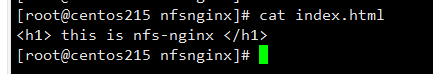 [root@centos215 nfsnginx]# cat index.html
<h1> this is nfs-nginx </h1>
[root@centos215 nfsnginx]#